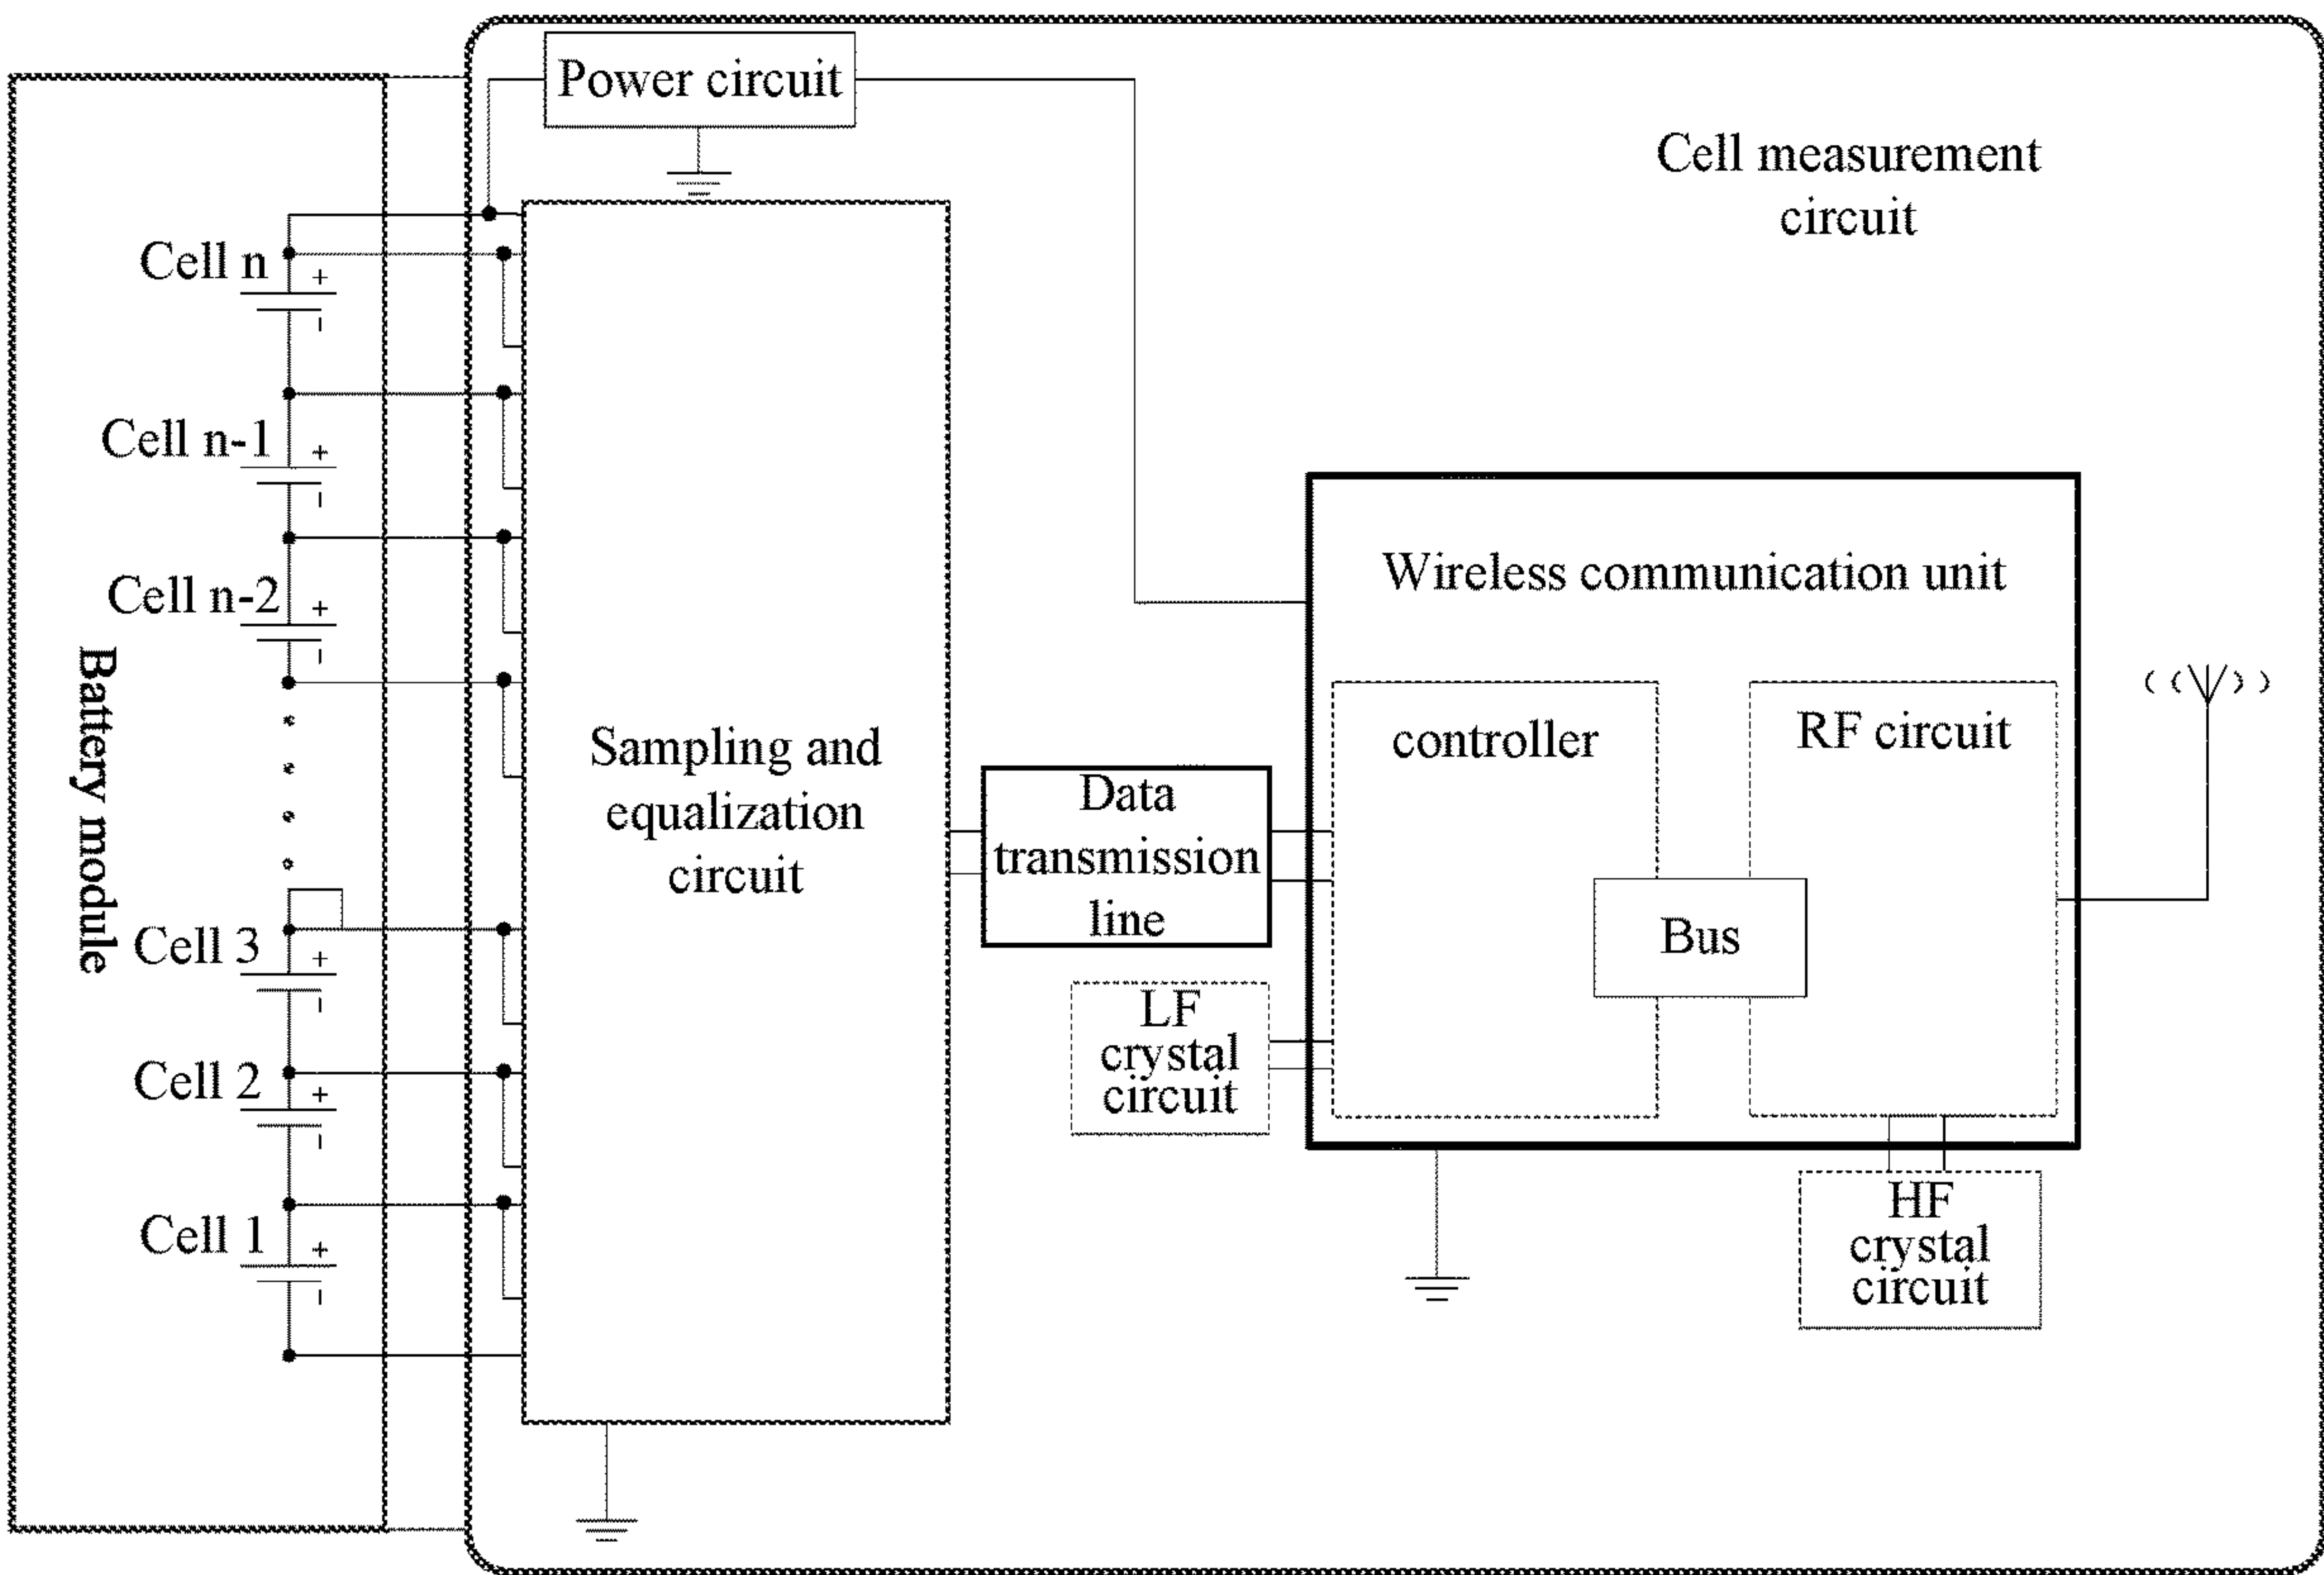 Power circuit
Cell measurement
circuit
Cell n
Cell n-1
Cell n-2
Battery module
Cell 3
Cell 2
Cell 1
Sampling and
equalization
circuit
Data
transmission
line
Wireless communication unit
controller
RF circuit
Bus
LF
crystal
circuit
HF
crystal
circuit